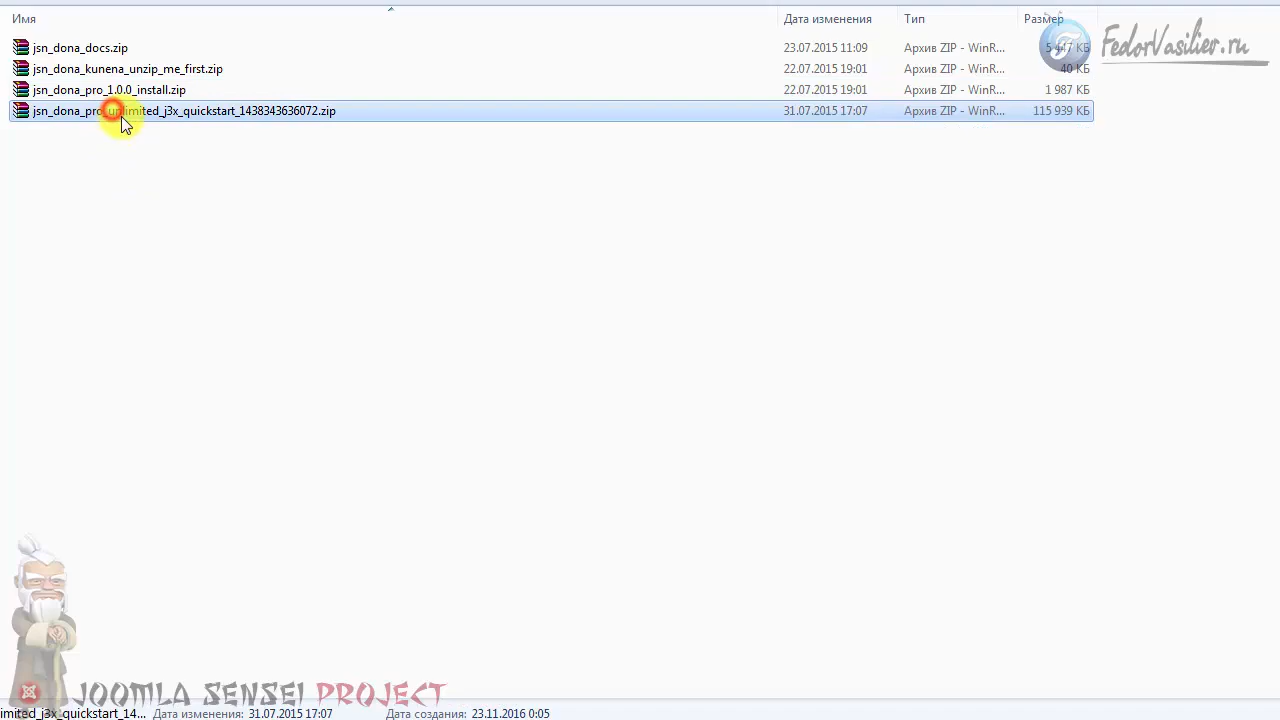 Имя Дата изменения Тип Размер
jsn_dona_docs.zip 23.07.2015 11:09 Архив ZIP - WinR... 5 447 КБ
jsn_dona_kunena_unzip_me_first.zip 22.07.2015 19:01 Архив ZIP - WinR... 40 КБ
jsn_dona_pro_1.0.0_install.zip 22.07.2015 19:01 Архив ZIP - WinR... 1 987 КБ
jsn_dona_pro_unlimited_j3x_quickstart_1438343636072.zip 31.07.2015 17:07 Архив ZIP - WinR... 115 939 КБ
FedorVasilier.ru
JOOMLA SENSEI PROJECT
imited_j3x_quickstart_14... Дата изменения: 31.07.2015 17:07 Дата создания: 23.11.2016 0:05